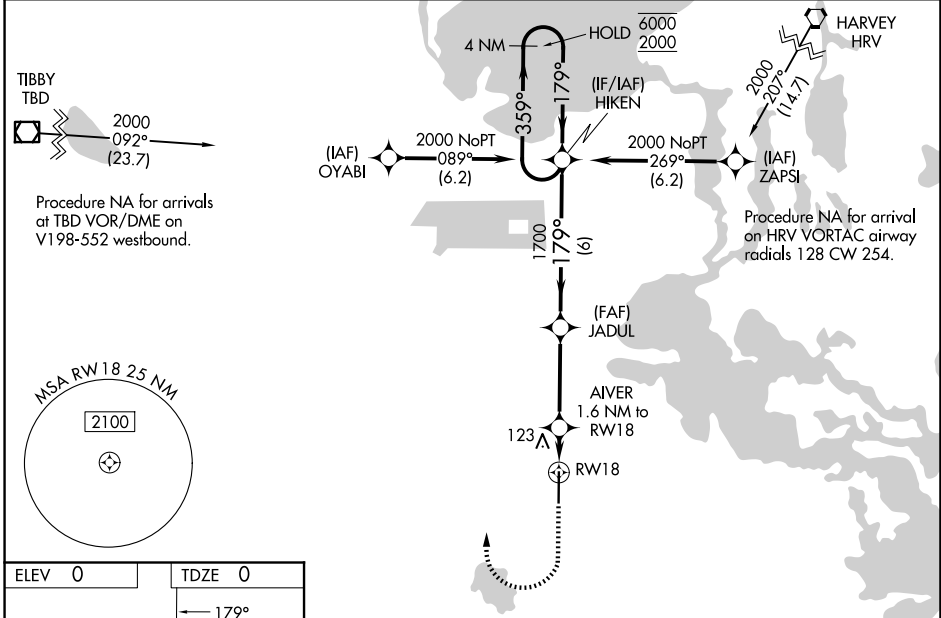 HARVEY
HRV
2000
207°
(14.7)
HOLD
6000
2000
4 NM
359°
179°
(IF/IAF)
HIKEN
TIBBY
TBD
2000
092°
(23.7)
(IAF)
OYABI
2000 NoPT
089°
(6.2)
2000 NoPT
269°
(6.2)
(IAF)
ZAPSI
Procedure NA for arrivals
at TBD VOR/DME on
V198-552 westbound.
Procedure NA for arrival
on HRV VORTAC airway
radials 128 CW 254.
1700
179°
(6)
(FAF)
JADUL
AIVER
1.6 NM to
RW18
123
RW18
MSA RW18 25 NM
2100
ELEV 0
TDZE 0
179°